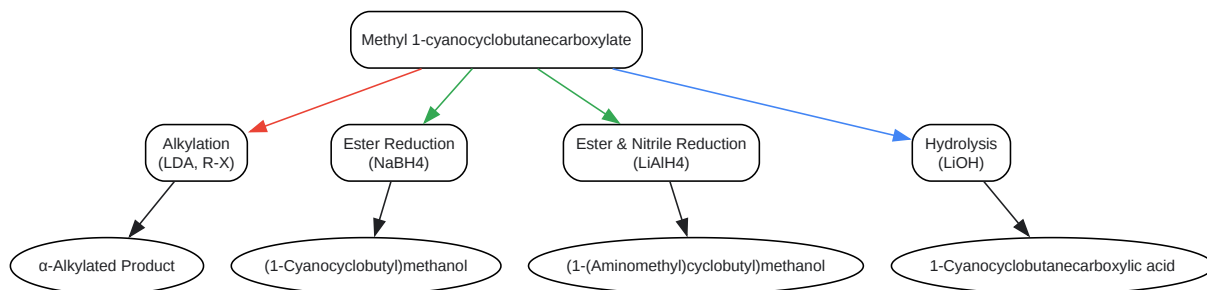 Methyl 1-cyanocyclobutanecarboxylate
Alkylation
(LDA, R-X)
Ester Reduction
(NaBH4)
Ester & Nitrile Reduction
(LiAlH4)
Hydrolysis
(LiOH)
α-Alkylated Product
(1-Cyanocyclobutyl)methanol
(1-(Aminomethyl)cyclobutyl)methanol
1-Cyanocyclobutanecarboxylic acid